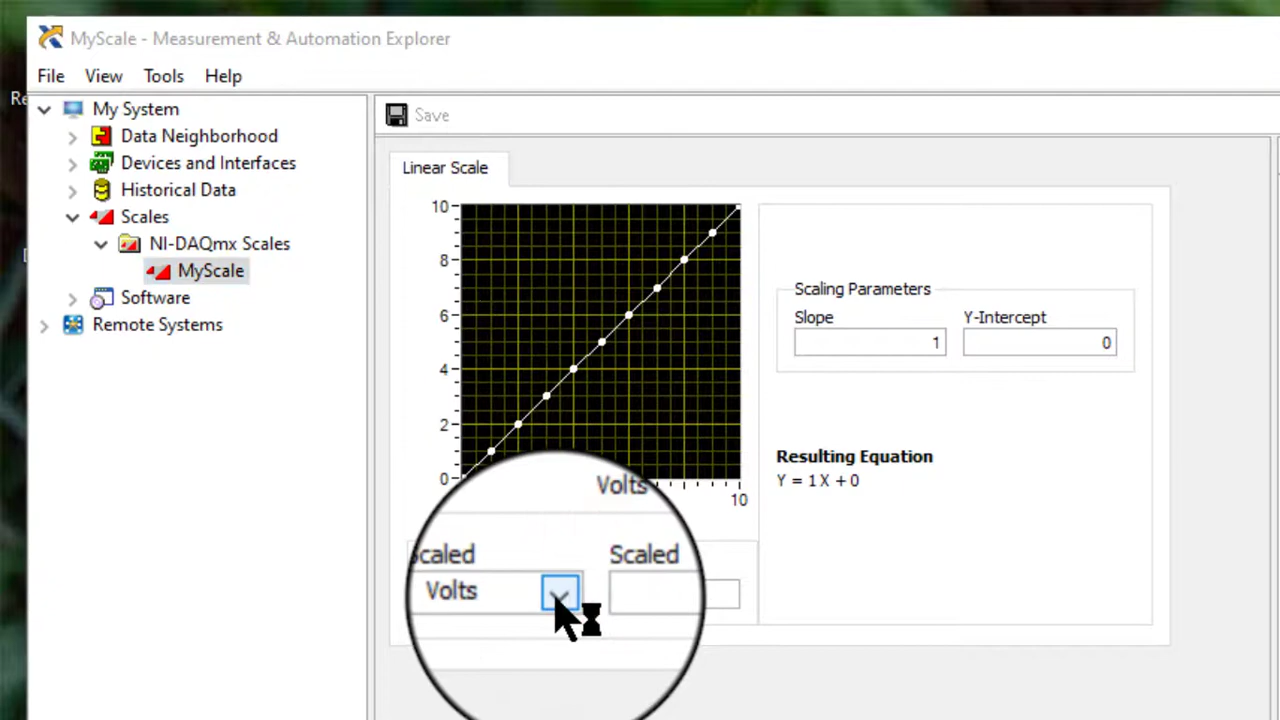 MyScale - Measurement & Automation Explorer
File View Tools Help
My System
Data Neighborhood
Devices and Interfaces
Historical Data
Scales
NI-DAQmx Scales
MyScale
Software
Remote Systems
Save
Linear Scale
10
8
6
4
2
0
10
Volts
Scaled Scaled
Volts
Scaling Parameters
Slope Y-Intercept
1 0
Resulting Equation
Y = 1 X + 0